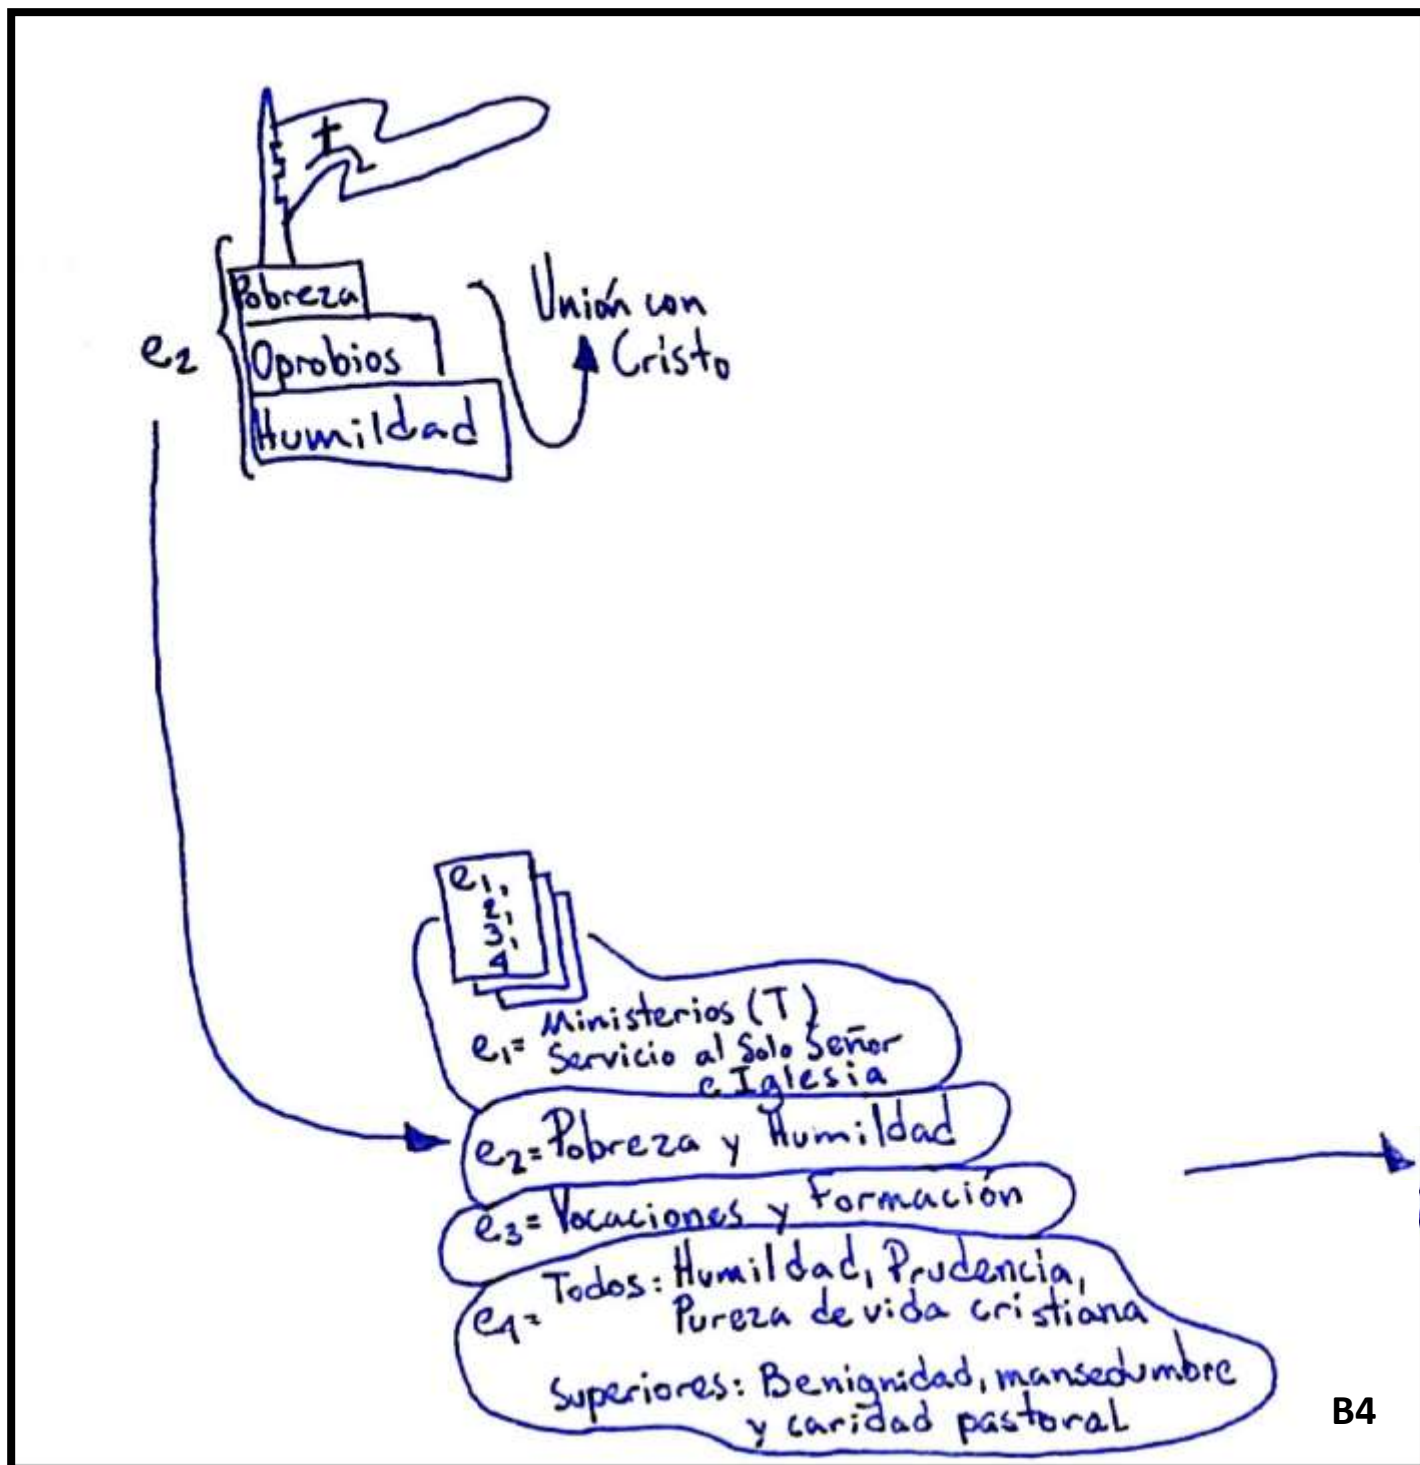 Pobreza
Oprobios
Humildad
e2
Unión con
Cristo
e1,
2,
3,
4
e1= Ministerios (T)
Servicio al Solo Señor
e Iglesia
e2= Pobreza y Humildad
e3= Vocaciones y Formación
e4= Todos: Humildad, Prudencia,
Pureza de vida cristiana
Superiores: Benignidad, mansedumbre
y caridad pastoral
B4